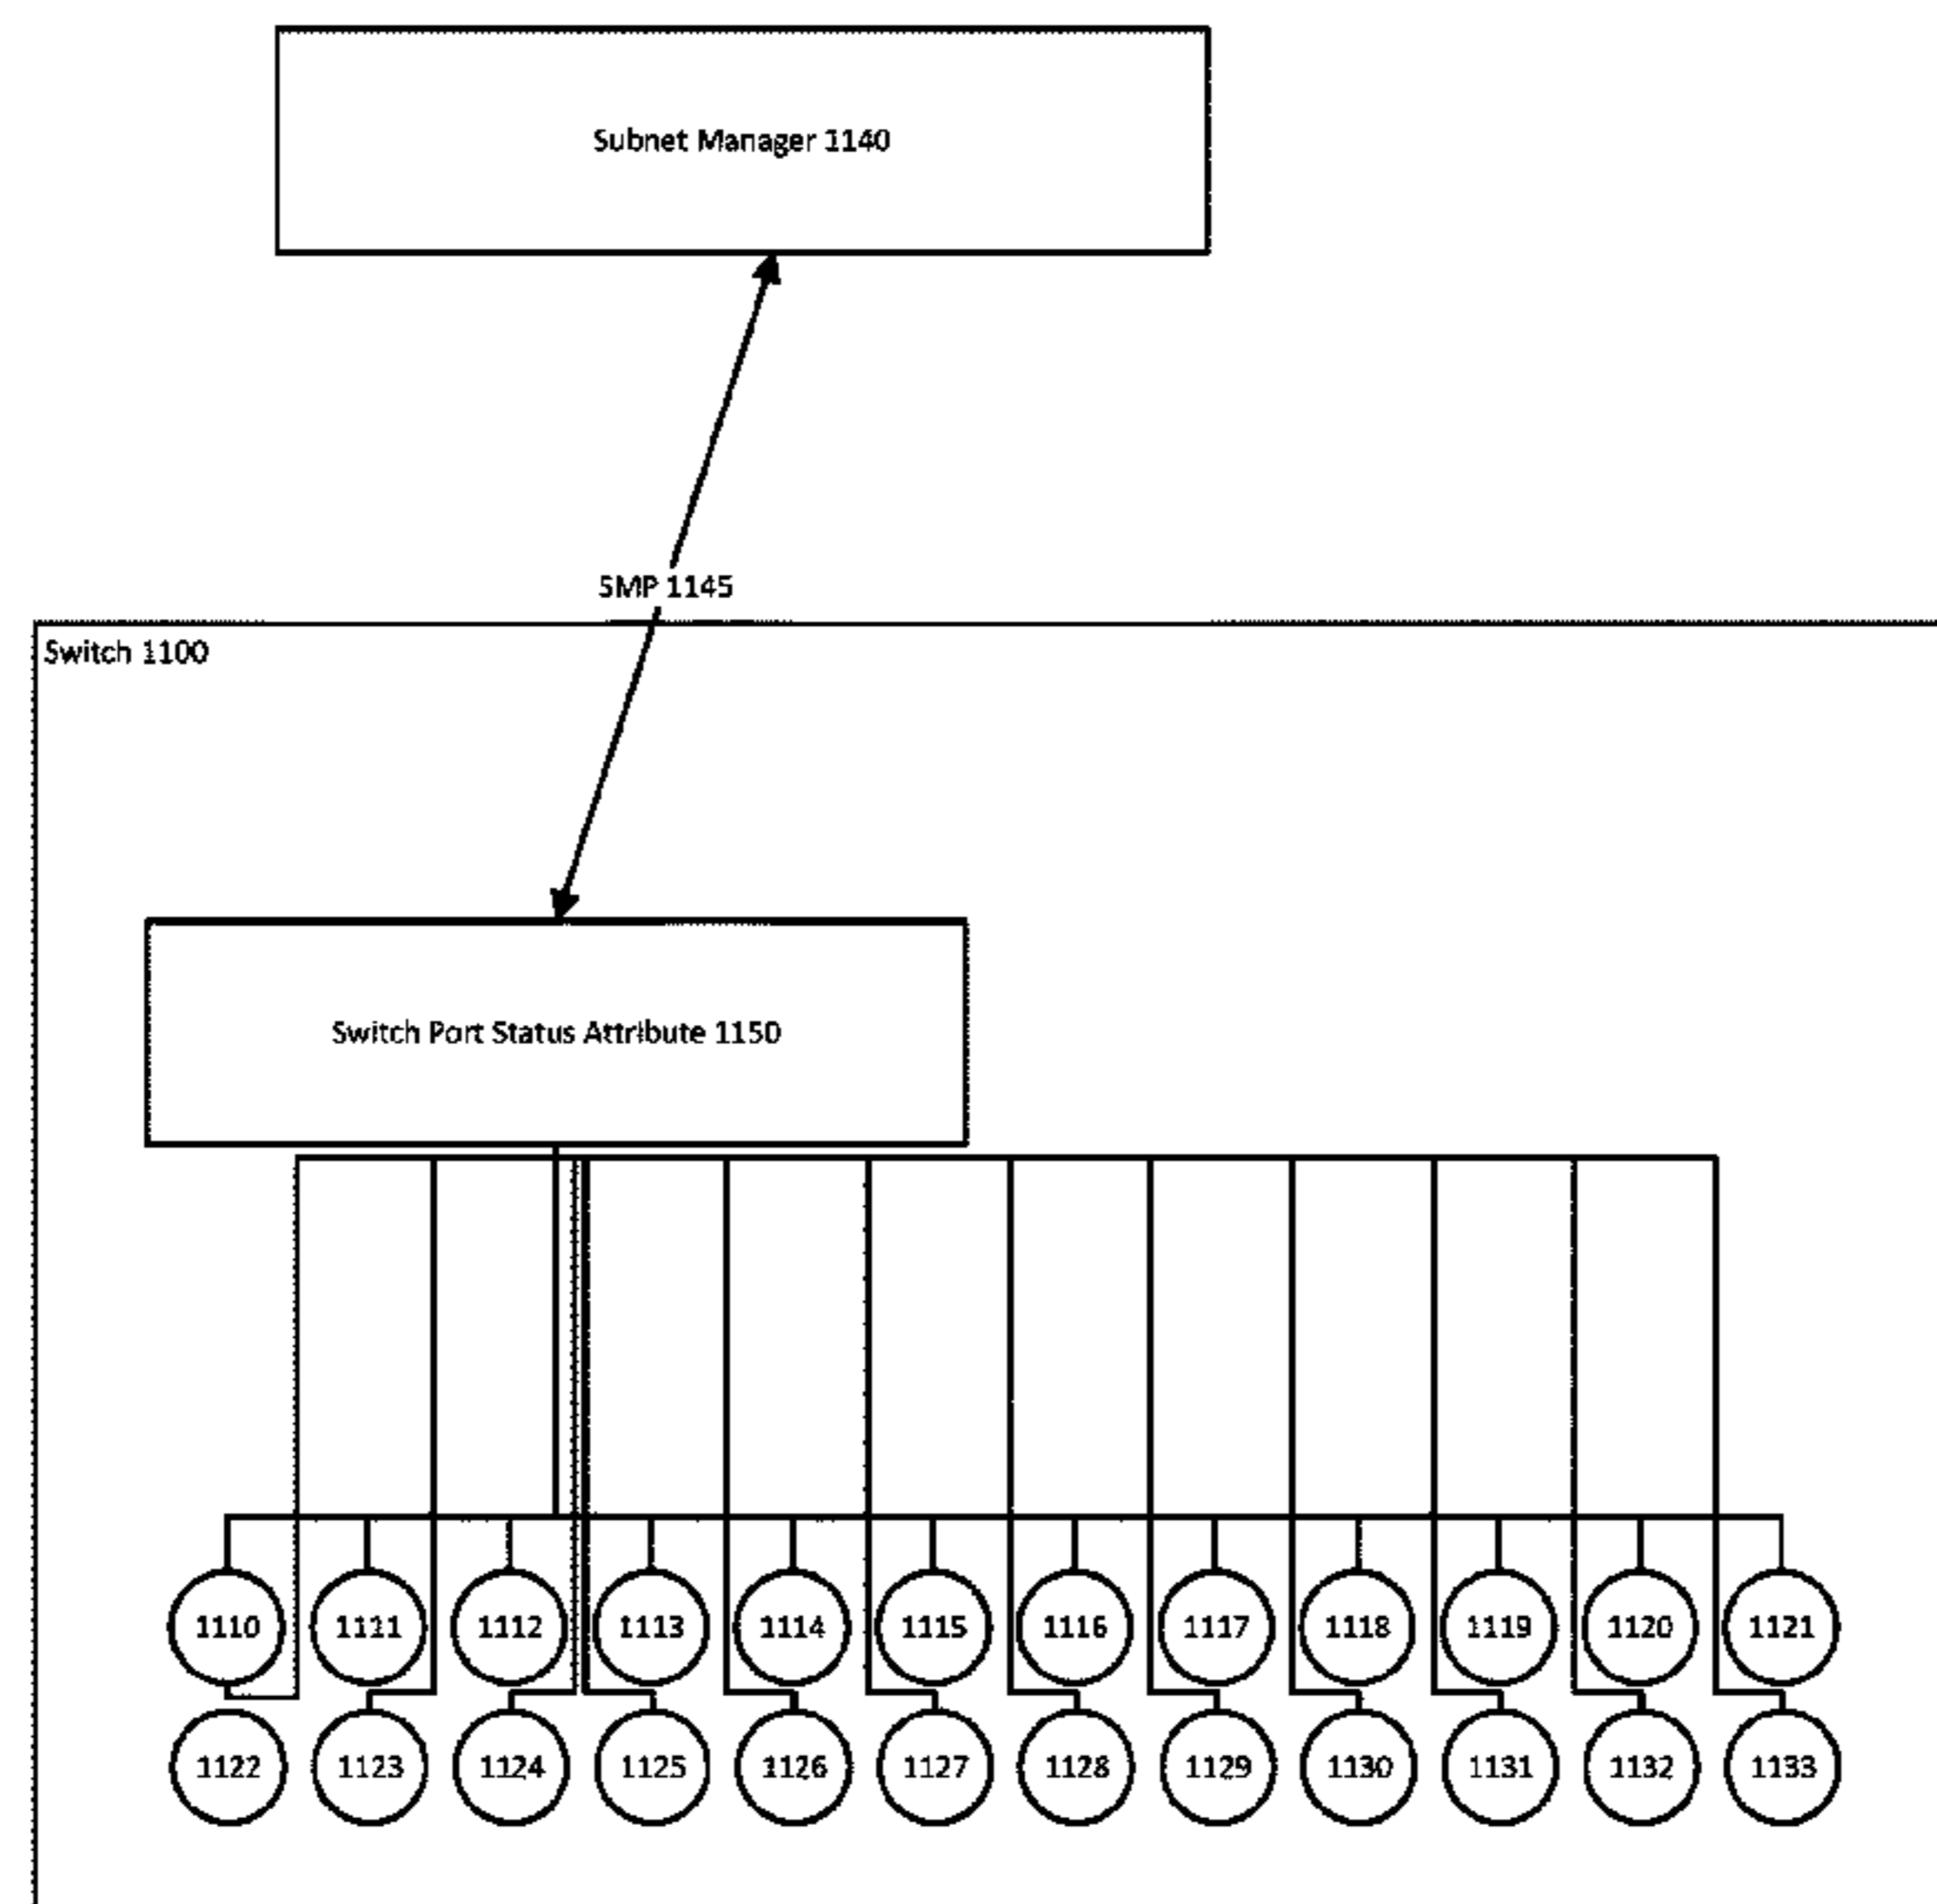 Subnet Manager 1140
SMP 1145
Switch 1100
Switch Port Status Attribute 1150
1110 1111 1112 1113 1114 1115 1116 1117 1118 1119 1120 1121
1122 1123 1124 1125 1126 1127 1128 1129 1130 1131 1132 1133